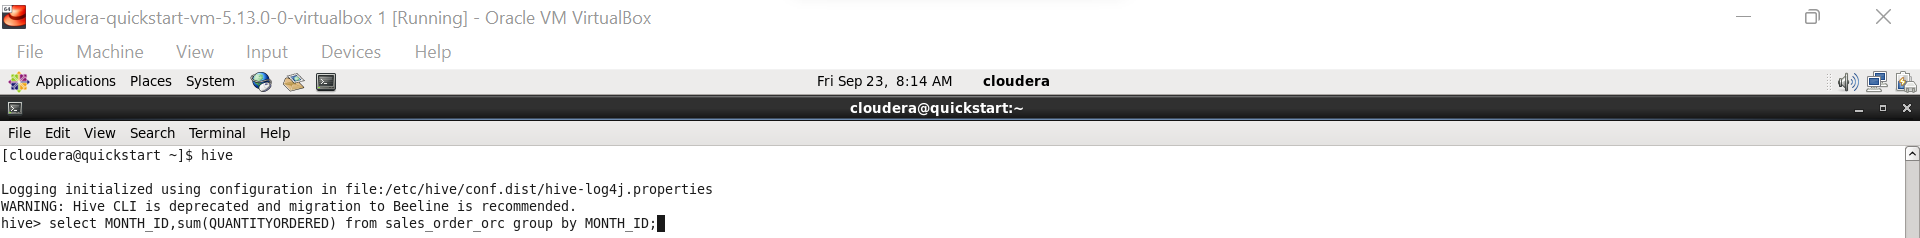 cloudera-quickstart-vm-5.13.0-0-virtualbox 1 [Running] - Oracle VM VirtualBox
File Machine View Input Devices Help
Applications Places System Fri Sep 23, 8:14 AM cloudera
cloudera@quickstart:~
File Edit View Search Terminal Help
[cloudera@quickstart ~]$ hive
Logging initialized using configuration in file:/etc/hive/conf.dist/hive-log4j.properties
WARNING: Hive CLI is deprecated and migration to Beeline is recommended.
hive> select MONTH_ID,sum(QUANTITYORDERED) from sales_order_orc group by MONTH_ID;